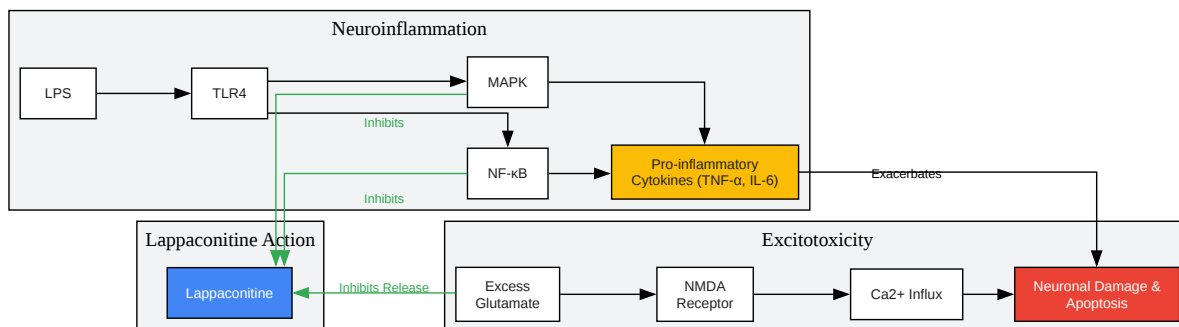 Neuroinflammation
LPS
TLR4
MAPK
Inhibits
NF-κB
Pro-inflammatory
Cytokines (TNF-α, IL-6)
Exacerbates
Inhibits
Lappaconitine Action
Excitotoxicity
Lappaconitine
Inhibits Release
Excess
Glutamate
NMDA
Receptor
Ca2+ Influx
Neuronal Damage &
Apoptosis